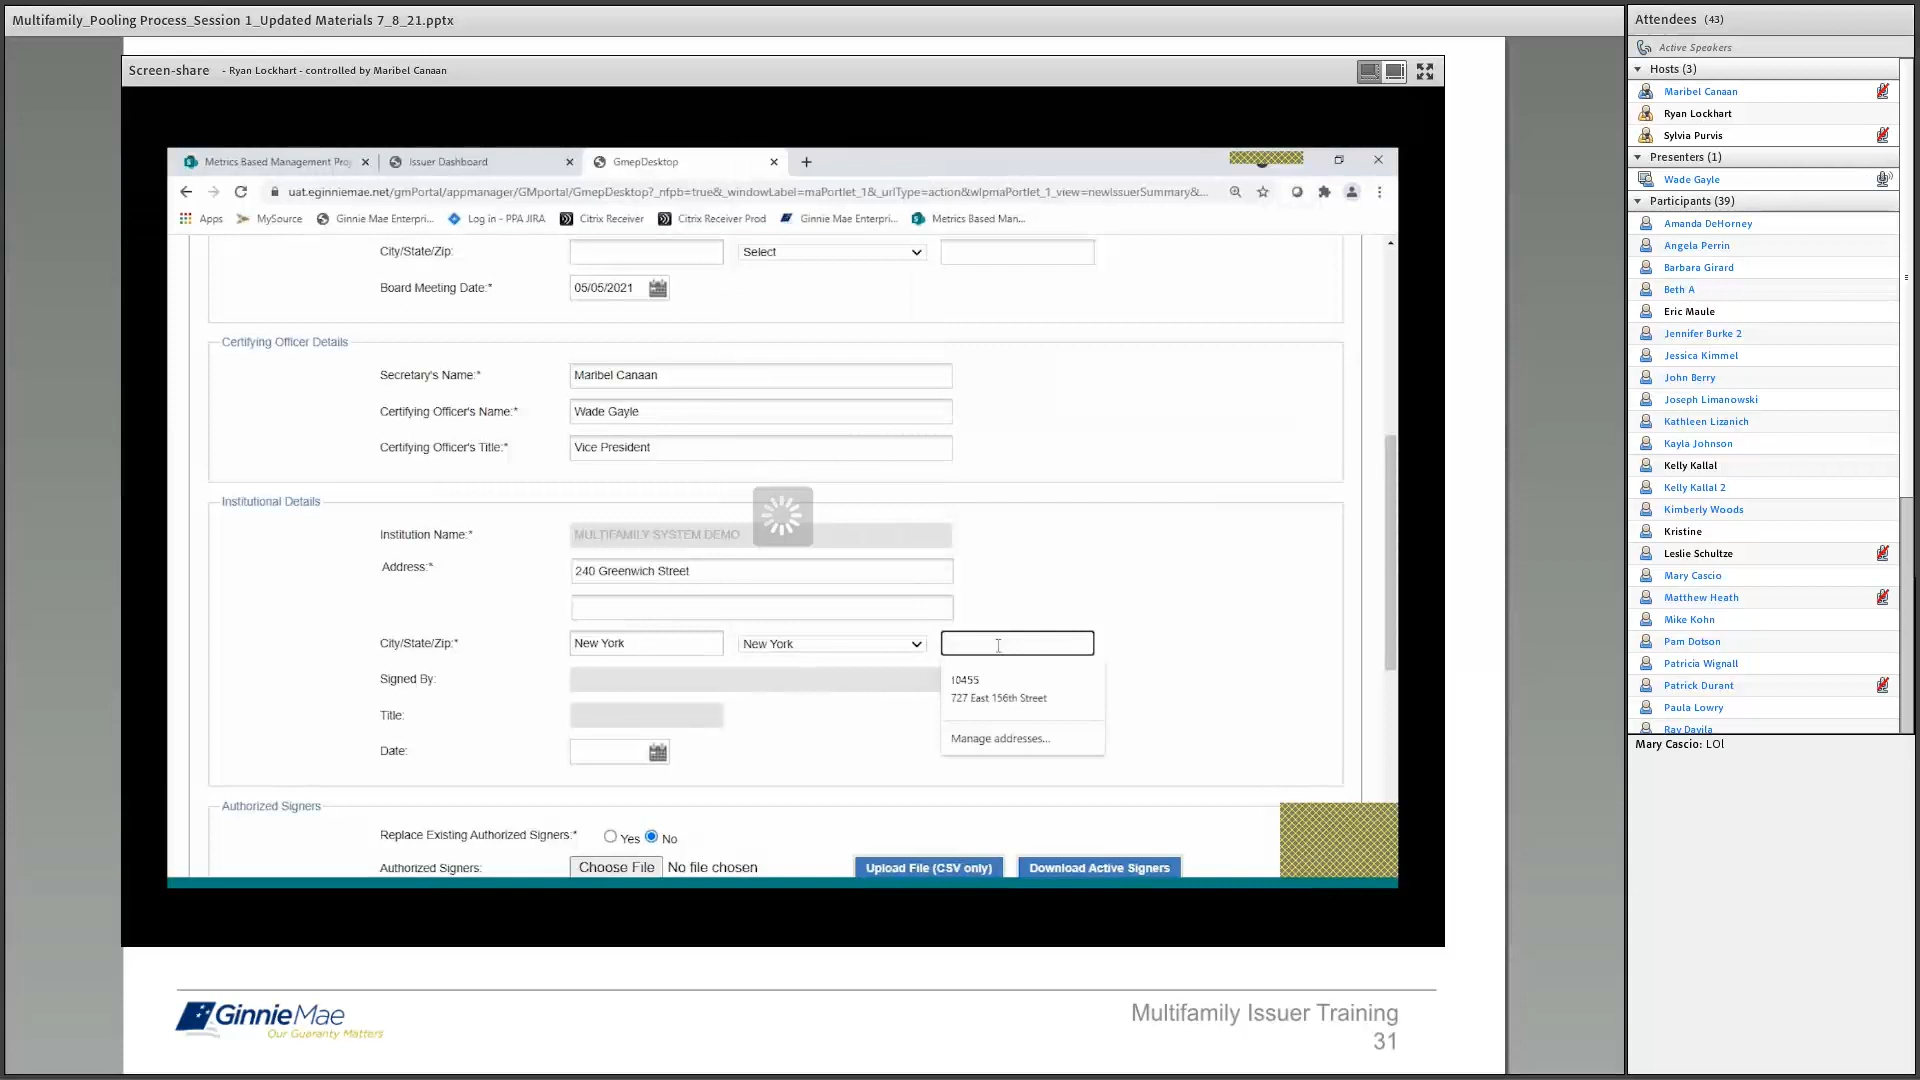 Multifamily_Pooling Process_Session 1_Updated Materials 7_8_21.pptx
Screen-share - Ryan Lockhart - controlled by Maribel Canaan
Metrics Based Management Pro
Issuer Dashboard
GmepDesktop
uat.eginniemae.net/gmPortal/appmanager/GMportal/GmepDesktop?_nfpb=true&_windowLabel=maPortlet_1&_urlType=action&wlpmaPortlet_1_view=newIssuerSummary&...
Apps
MySource
Ginnie Mae Enterpri...
Log in - PPA JIRA
Citrix Receiver
Citrix Receiver Prod
Ginnie Mae Enterpri...
Metrics Based Man...
City/State/Zip:
Select
Board Meeting Date:*
05/05/2021
Certifying Officer Details
Secretary's Name:*
Maribel Canaan
Certifying Officer's Name:*
Wade Gayle
Certifying Officer's Title:*
Vice President
Institutional Details
Institution Name:*
MULTIFAMILY SYSTEM DEMO
Address:*
240 Greenwich Street
City/State/Zip:*
New York
New York
Signed By:
10455
727 East 156th Street
Title:
Manage addresses...
Date:
Authorized Signers
Replace Existing Authorized Signers:*
Yes
No
Authorized Signers:
Choose File
No file chosen
Upload File (CSV only)
Download Active Signers
GinnieMae
Our Guaranty Matters
Multifamily Issuer Training
31
Attendees (43)
Active Speakers
Hosts (3)
Maribel Canaan
Ryan Lockhart
Sylvia Purvis
Presenters (1)
Wade Gayle
Participants (39)
Amanda DeHorney
Angela Perrin
Barbara Girard
Beth A
Eric Maule
Jennifer Burke 2
Jessica Kimmel
John Berry
Joseph Limanowski
Kathleen Lizanich
Kayla Johnson
Kelly Kallal
Kelly Kallal 2
Kimberly Woods
Kristine
Leslie Schultze
Mary Cascio
Matthew Heath
Mike Kohn
Pam Dotson
Patricia Wignall
Patrick Durant
Paula Lowry
Ray Davila
Mary Cascio: LOl